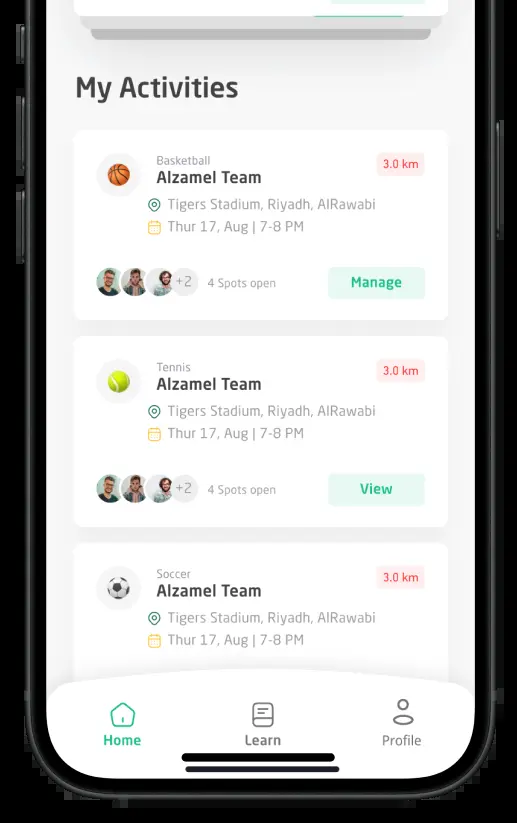 My Activities
Basketball
Alzamel Team
3.0 km
Tigers Stadium, Riyadh, AlRawabi
Thur 17, Aug | 7-8 PM
+2
4 Spots open
Manage
Tennis
Alzamel Team
3.0 km
Tigers Stadium, Riyadh, AlRawabi
Thur 17, Aug | 7-8 PM
+2
4 Spots open
View
Soccer
Alzamel Team
3.0 km
Tigers Stadium, Riyadh, AlRawabi
Thur 17, Aug | 7-8 PM
Home
Learn
Profile